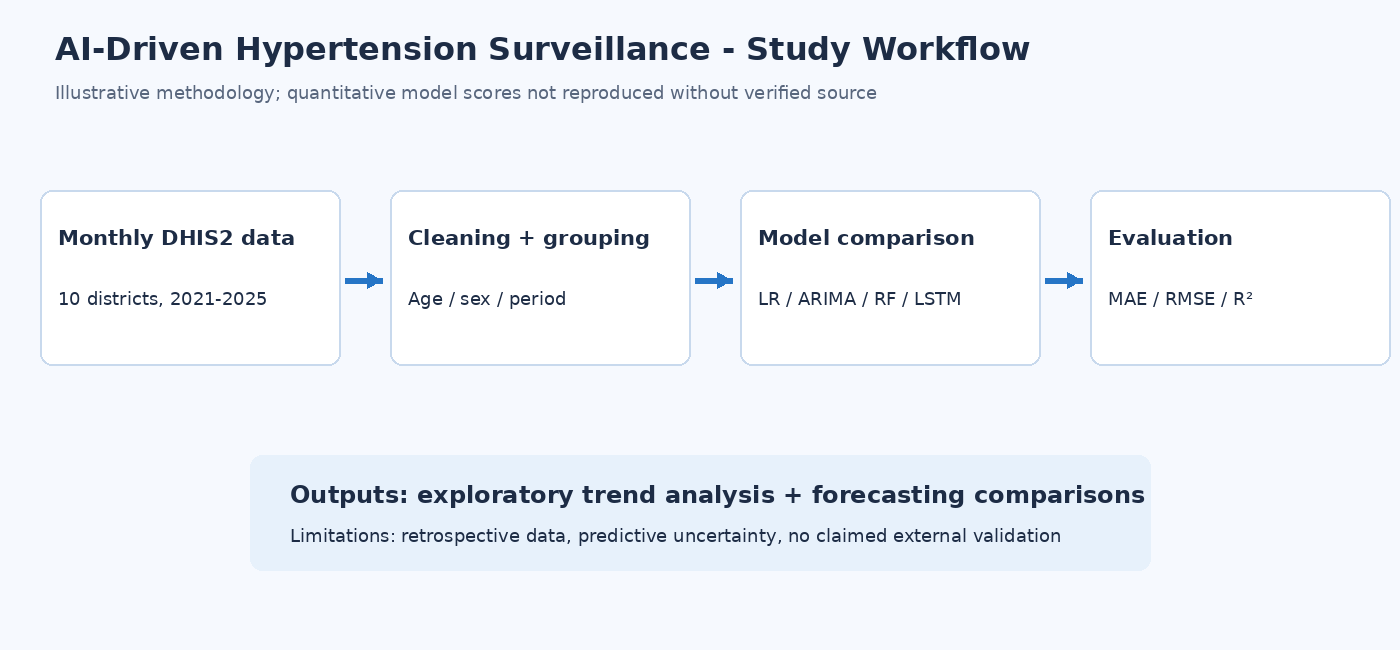 AI-Driven Hypertension Surveillance - Study Workflow
Illustrative methodology; quantitative model scores not reproduced without verified source
Monthly DHIS2 data
10 districts, 2021-2025
Cleaning + grouping
Age / sex / period
Model comparison
LR / ARIMA / RF / LSTM
Evaluation
MAE / RMSE / R²
Outputs: exploratory trend analysis + forecasting comparisons
Limitations: retrospective data, predictive uncertainty, no claimed external validation